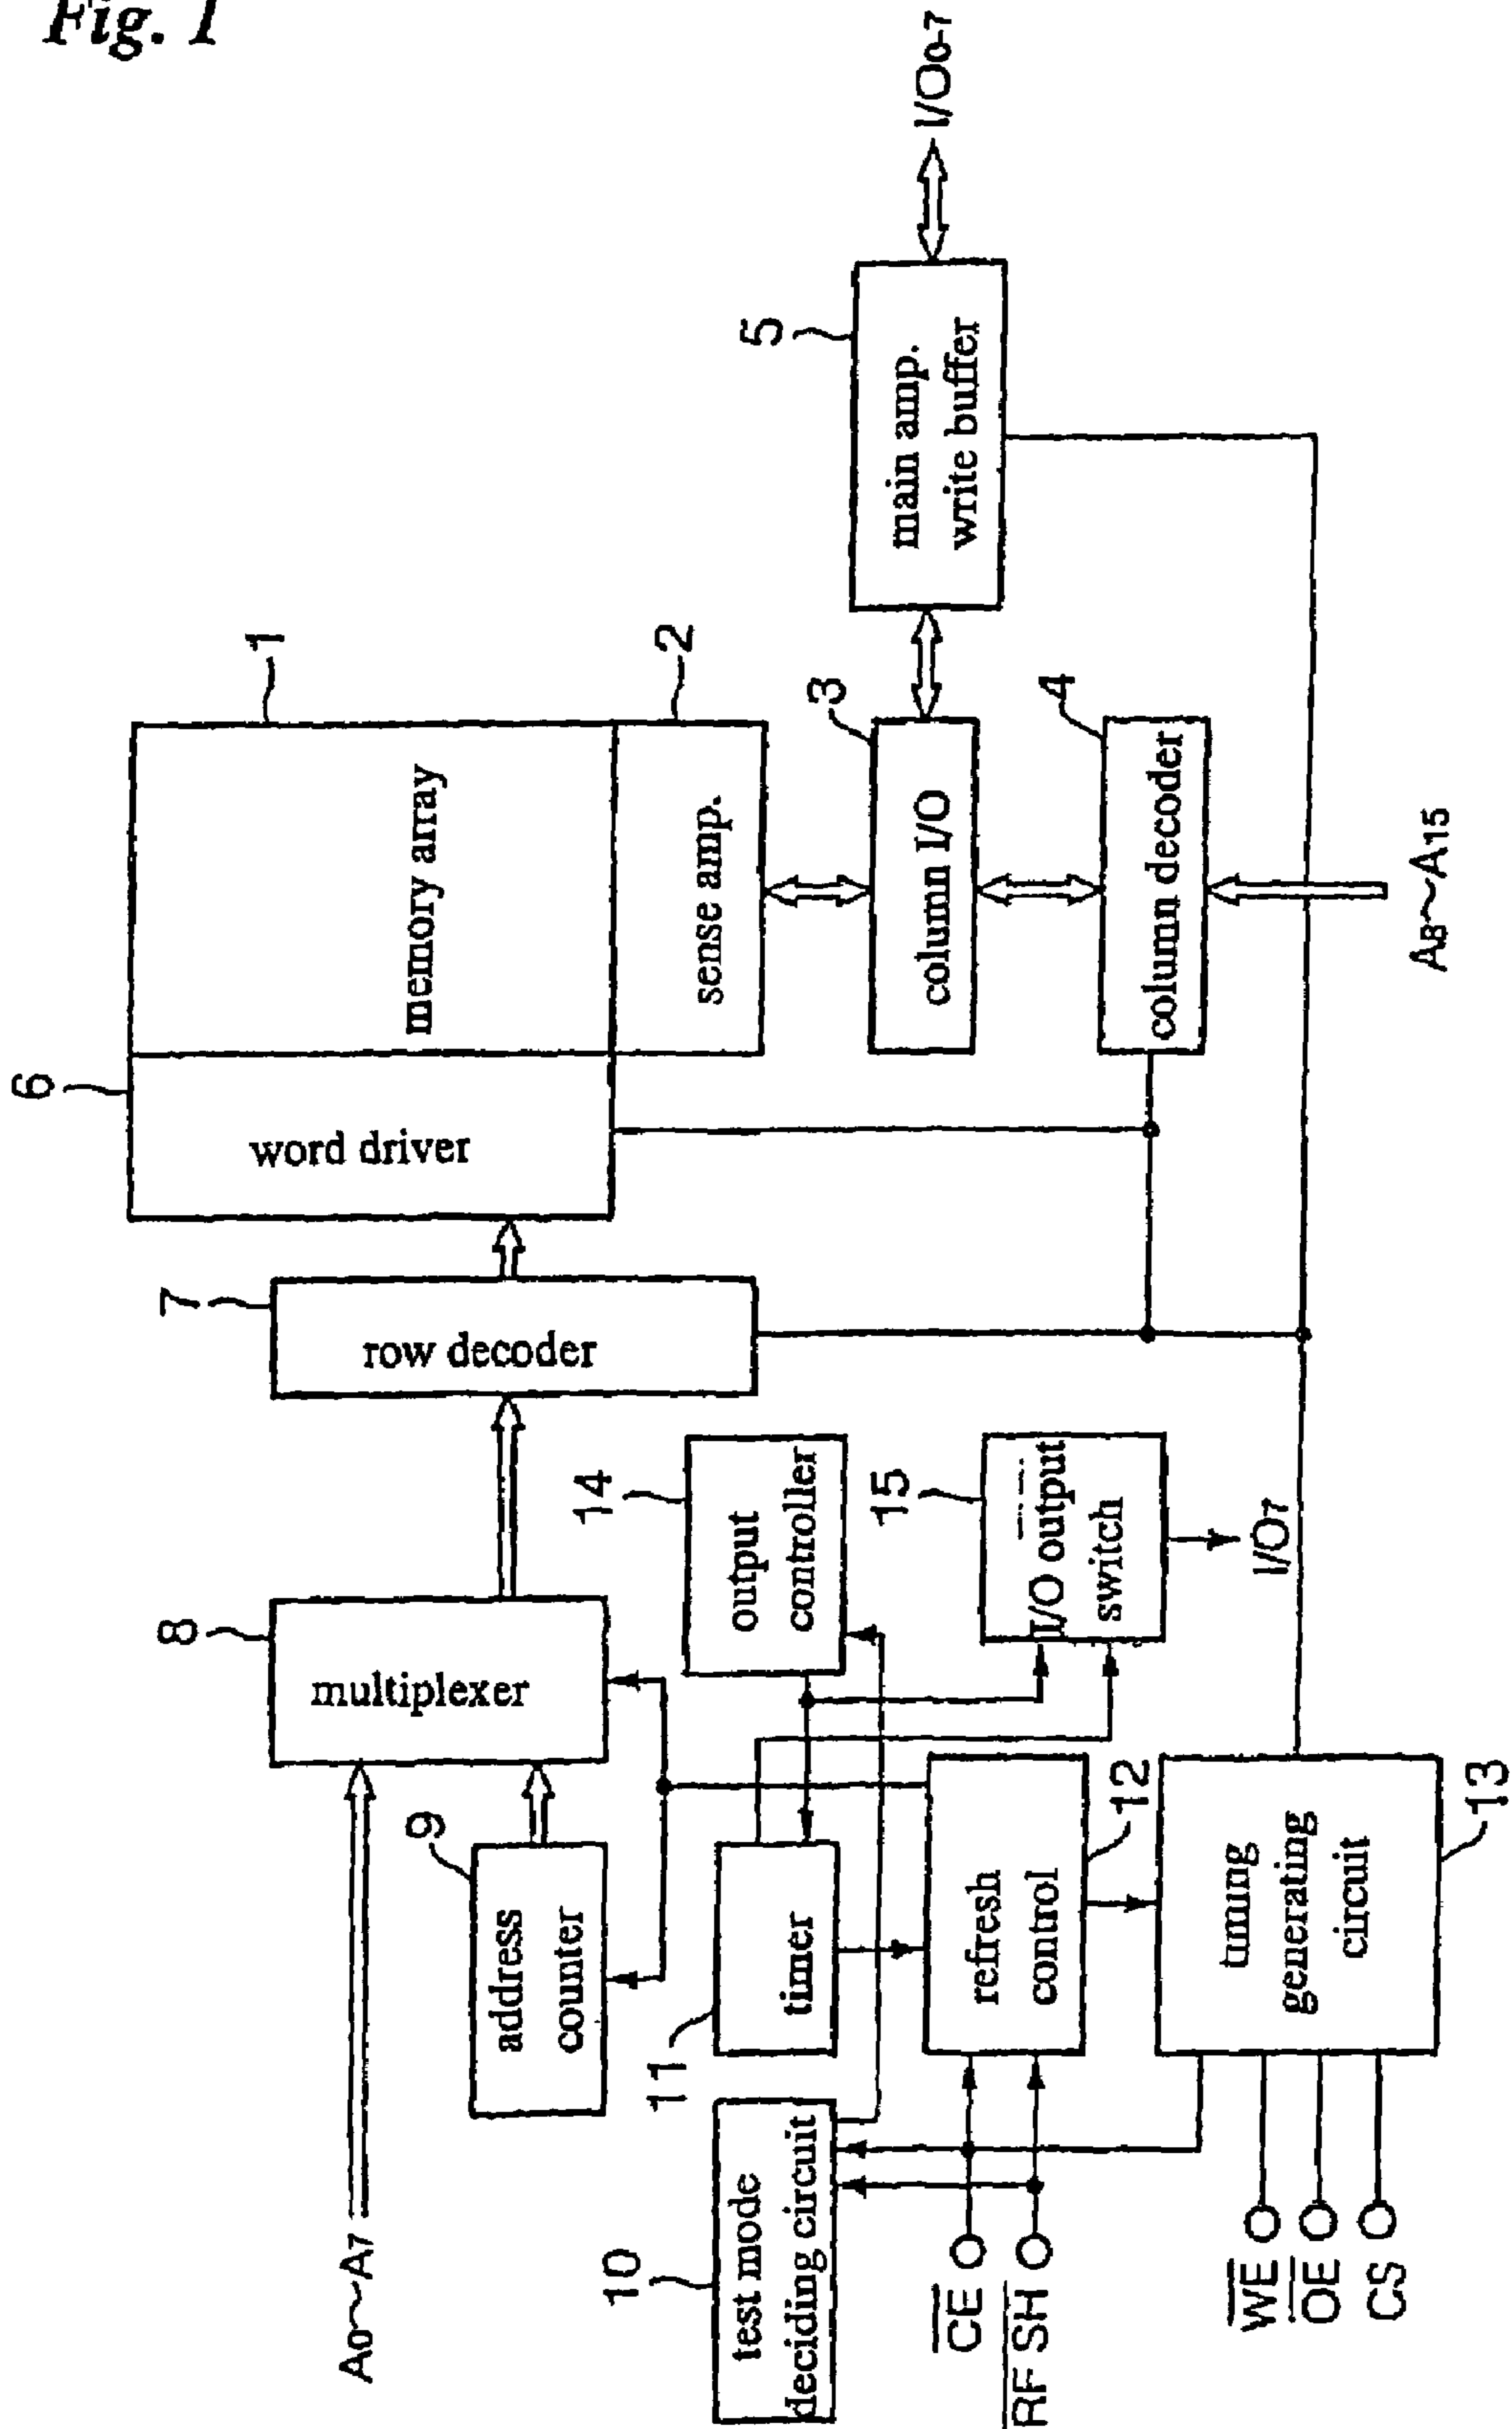 Fig. 1
6
word driver
memory array
1
sense amp.
2
7
row decoder
8
multiplexer
A0~A7
9
address
counter
14
output
controller
15
I/O output
switch
I/O7
3
column I/O
4
column decoder
A8~A15
5
main amp.
write buffer
I/O0-7
10
test mode
deciding circuit
11
timer
refresh
control
12
timing
generating
circuit
13
CE
RFSH
WE
OE
CS